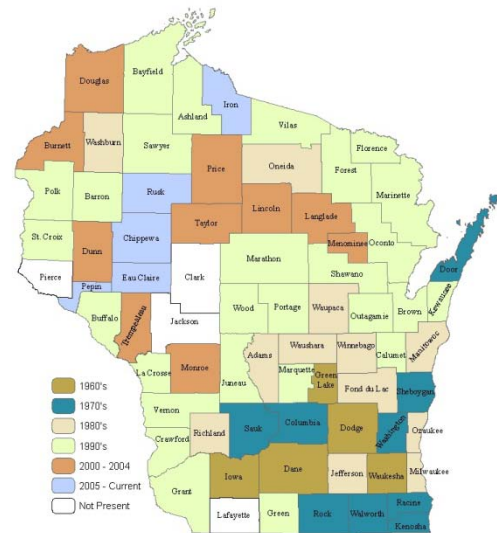 Douglas
Bayfield
Ashland
Iron
Vilas
Florence
Burnett
Washburn
Sawyer
Price
Oneida
Forest
Marinette
Polk
Barron
Rusk
Taylor
Lincoln
Langlade
Menominee
Oconto
St. Croix
Dunn
Chippewa
Marathon
Shawano
Door
Pierce
Pepin
Eau Claire
Clark
Buffalo
Trempealeau
Jackson
Wood
Portage
Waupaca
Outagamie
Brown
Kewaunee
La Crosse
Monroe
Juneau
Adams
Waushara
Winnebago
Calumet
Manitowoc
Marquette
Green
Lake
Fond du Lac
Sheboygan
Vernon
Crawford
Richland
Sauk
Columbia
Dodge
Washington
Ozaukee
Grant
Iowa
Dane
Jefferson
Waukesha
Milwaukee
Lafayette
Green
Rock
Walworth
Racine
Kenosha
1960's
1970's
1980's
1990's
2000 - 2004
2005 - Current
Not Present